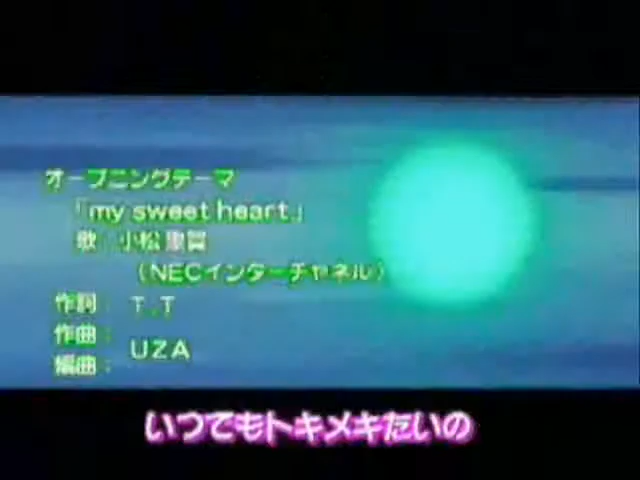 オープニングテーマ
「my sweet heart」
歌：小松里賀
（NECインターチャネル）
作詞： T.T
作曲：
編曲： UZA
いつでもトキメキたいの